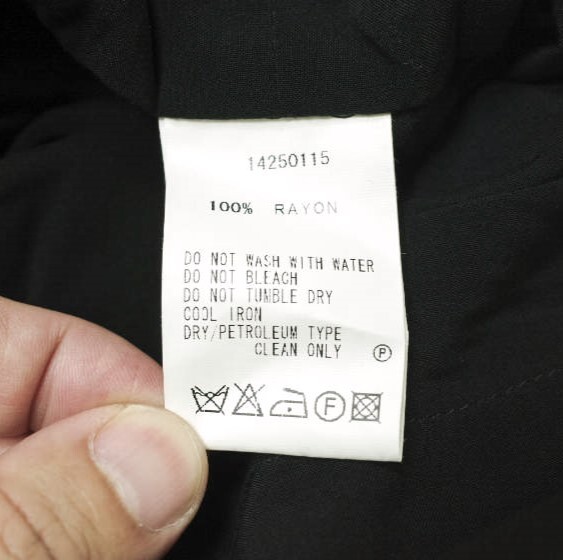 14250115
100% RAYON
DO NOT WASH WITH WATER
DO NOT BLEACH
DO NOT TUMBLE DRY
COOL IRON
DRY/PETROLEUM TYPE
CLEAN ONLY Ⓟ
Ⓕ